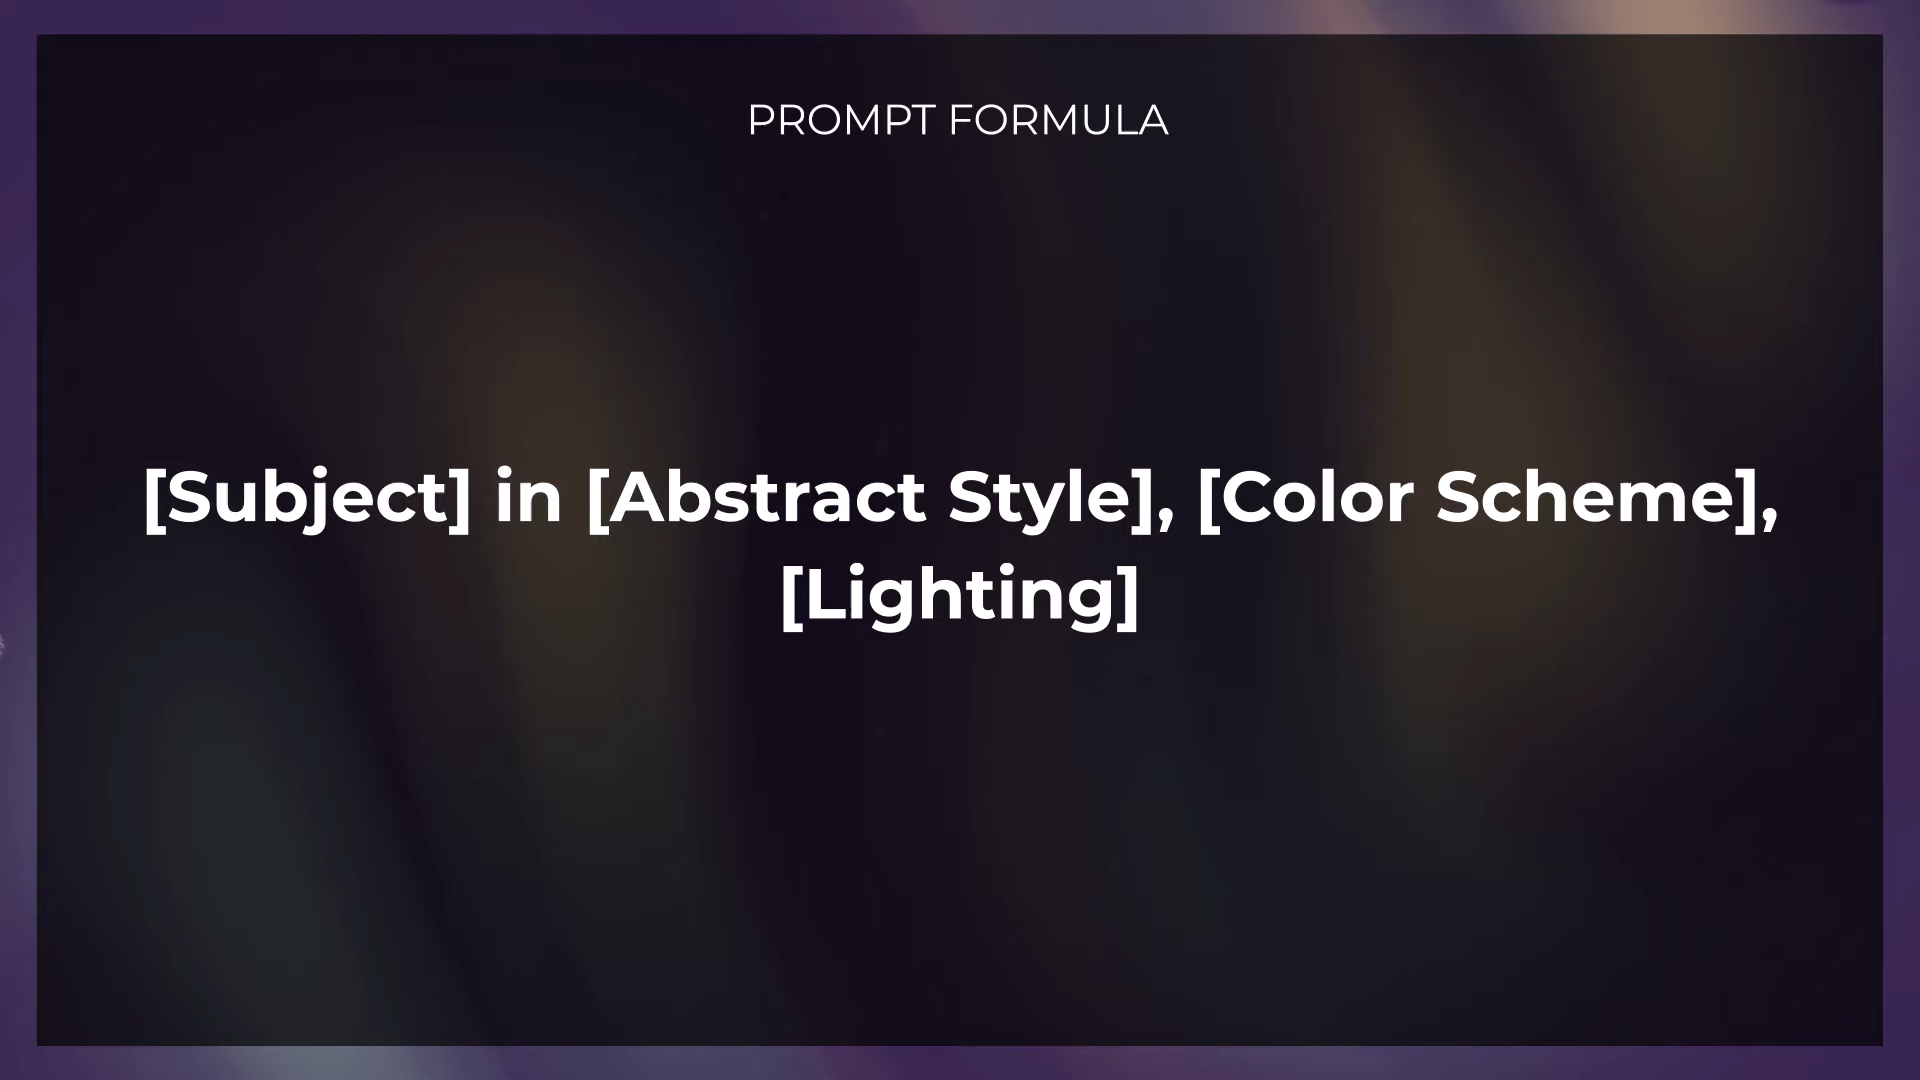 PROMPT FORMULA
[Subject] in [Abstract Style], [Color Scheme],
[Lighting]